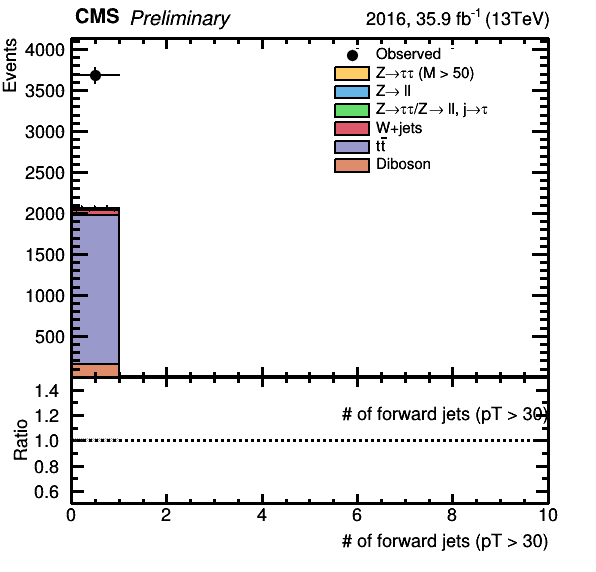 CMS Preliminary
2016, 35.9 fb⁻¹ (13TeV)
Events
4000
3500
3000
2500
2000
1500
1000
500
Observed
Z→ττ (M > 50)
Z→ ll
Z→ττ/Z→ ll, j→τ
W+jets
tt̅
Diboson
Ratio
1.4
1.2
1.0
0.8
0.6
# of forward jets (pT > 30)
0 2 4 6 8 10
# of forward jets (pT > 30)